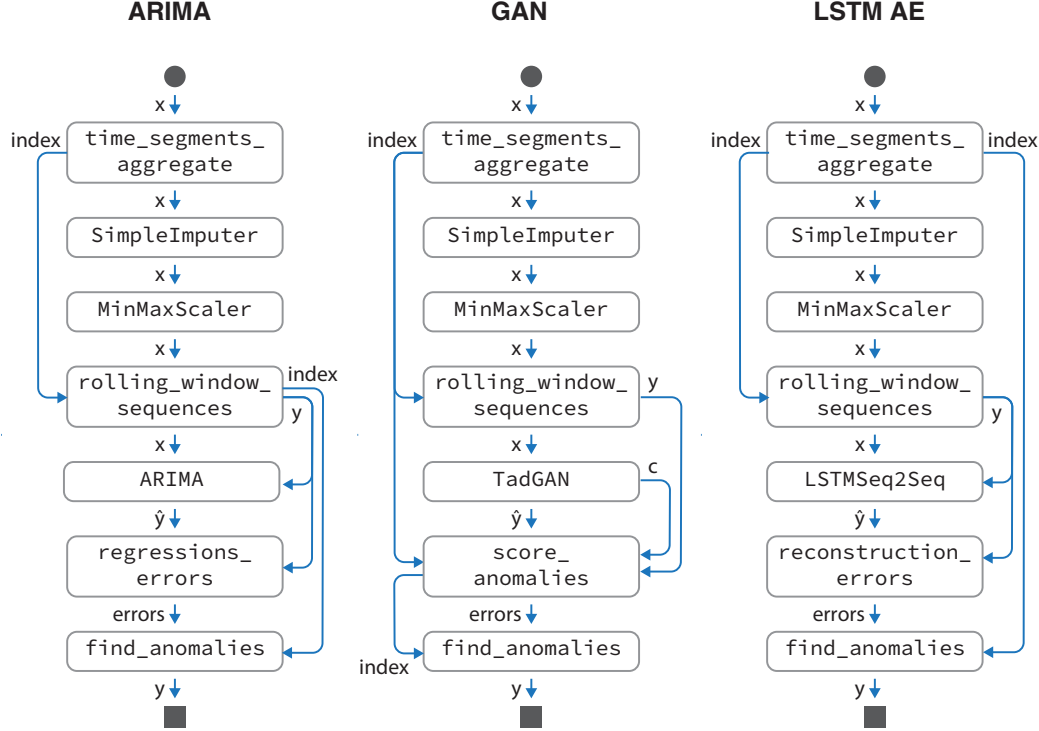 ARIMA
x
index
time_segments_
aggregate
x
SimpleImputer
x
MinMaxScaler
x
rolling_window_
sequences
index
y
x
ARIMA
ŷ
regressions_
errors
errors
find_anomalies
y
GAN
x
index
time_segments_
aggregate
x
SimpleImputer
x
MinMaxScaler
x
rolling_window_
sequences
y
x
TadGAN
c
ŷ
score_
anomalies
errors
find_anomalies
index
y
LSTM AE
x
index
time_segments_
aggregate
index
x
SimpleImputer
x
MinMaxScaler
x
rolling_window_
sequences
y
x
LSTMSeq2Seq
ŷ
reconstruction_
errors
errors
find_anomalies
y